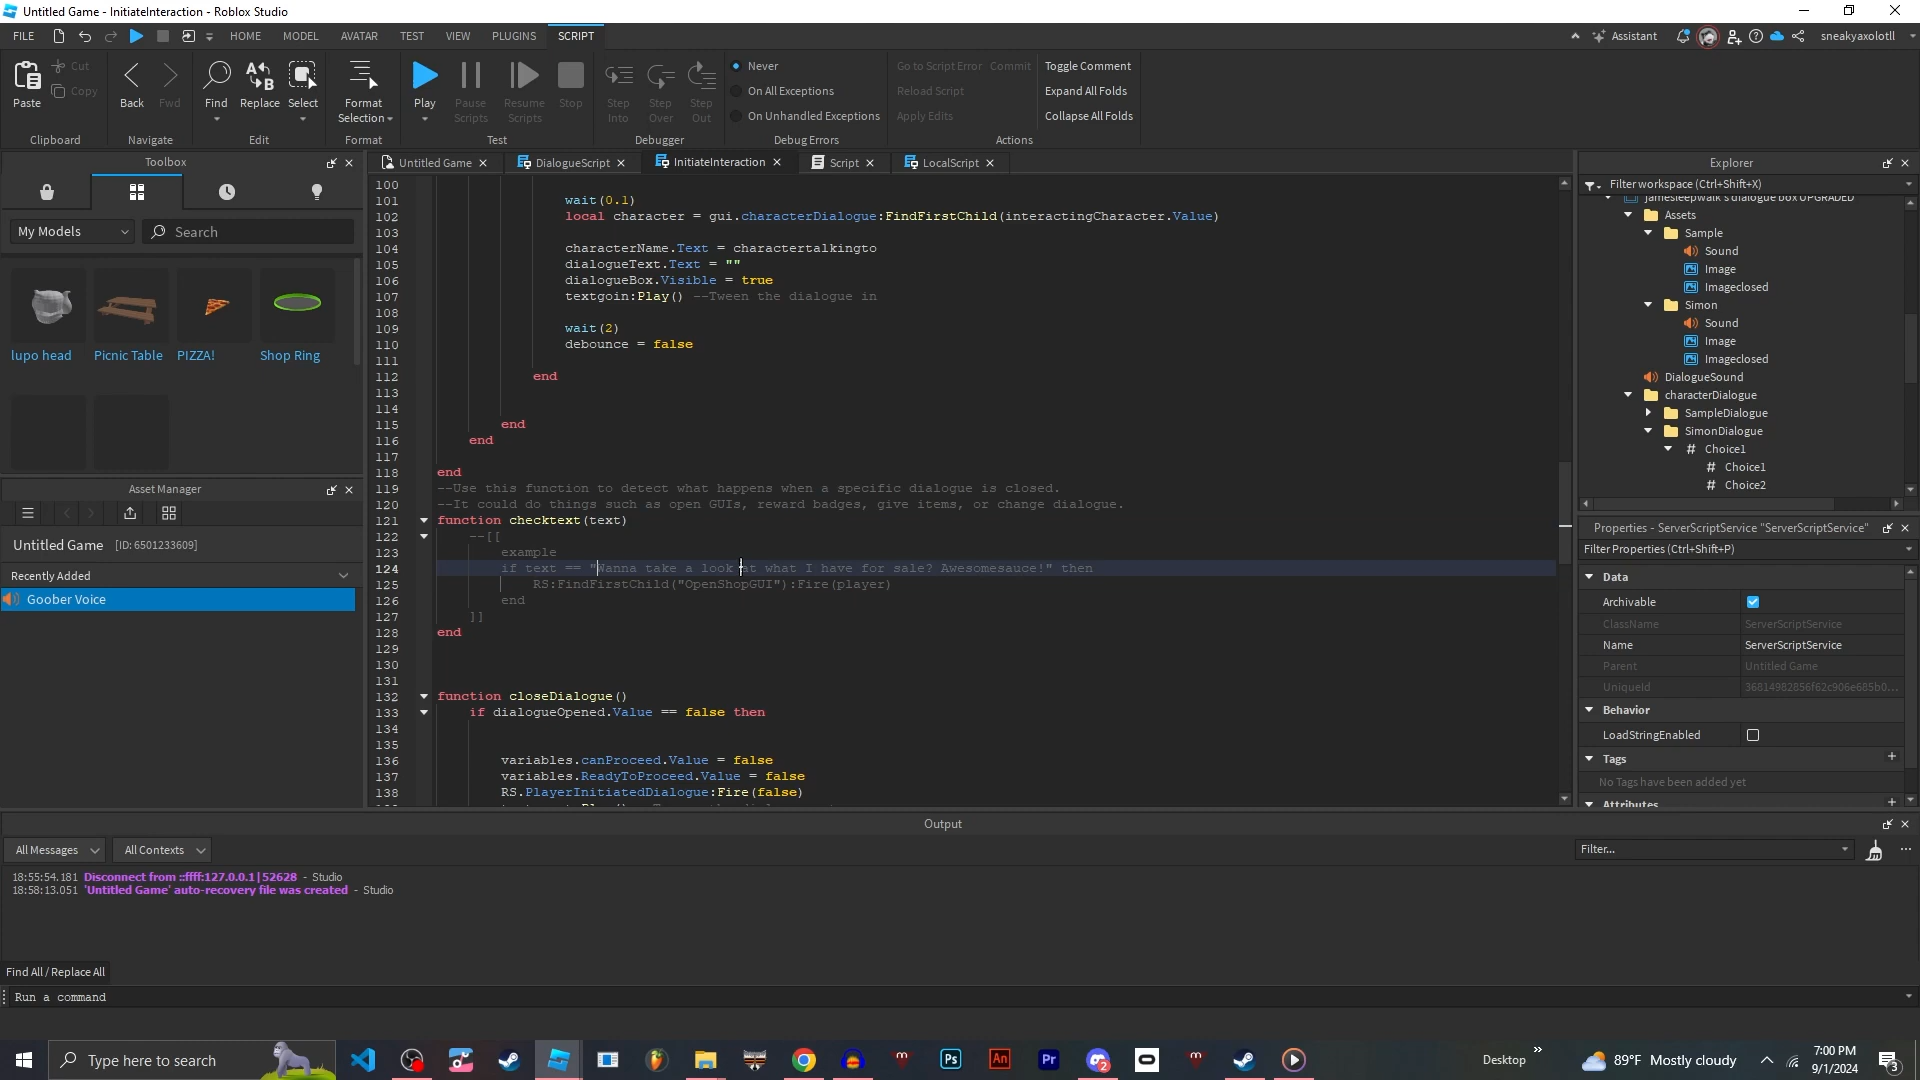 Untitled Game - InitiateInteraction - Roblox Studio
FILE HOME MODEL AVATAR TEST VIEW PLUGINS SCRIPT Assistant sneakyaxolotll
Paste Cut Copy Clipboard
Back Fwd Navigate
Find Replace Select Edit
Format Selection Format
Play Pause Scripts Resume Scripts Stop Test
Step Into Step Over Step Out Debugger
Never
On All Exceptions
On Unhandled Exceptions
Debug Errors
Go to Script Error Commit
Reload Script
Apply Edits
Toggle Comment
Expand All Folds
Collapse All Folds
Actions
Toolbox
My Models Search
lupo head Picnic Table PIZZA! Shop Ring
Asset Manager
Untitled Game [ID: 6501233609]
Recently Added
Goober Voice
Untitled Game DialogueScript InitiateInteraction Script LocalScript
100
101 wait(0.1)
102 local character = gui.characterDialogue:FindFirstChild(interactingCharacter.Value)
103
104 characterName.Text = charactertalkingto
105 dialogueText.Text = ""
106 dialogueBox.Visible = true
107 textgoin:Play() --Tween the dialogue in
108
109 wait(2)
110 debounce = false
111
112 end
113
114
115 end
116 end
117
118 end
119 --Use this function to detect what happens when a specific dialogue is closed.
120 --It could do things such as open GUIs, reward badges, give items, or change dialogue.
121 function checktext(text)
122 --[[
123 example
124 if text == "Wanna take a look at what I have for sale? Awesomesauce!" then
125 RS:FindFirstChild("OpenShopGUI"):Fire(player)
126 end
127 ]]
128 end
129
130
131
132 function closeDialogue()
133 if dialogueOpened.Value == false then
134
135
136 variables.canProceed.Value = false
137 variables.ReadyToProceed.Value = false
138 RS.PlayerInitiatedDialogue:Fire(false)
Explorer
Filter workspace (Ctrl+Shift+X)
jamesleepwalk's dialogue box UPGRADED
Assets
Sample
Sound
Image
Imageclosed
Simon
Sound
Image
Imageclosed
DialogueSound
characterDialogue
SampleDialogue
SimonDialogue
Choice1
Choice1
Choice2
Properties - ServerScriptService "ServerScriptService"
Filter Properties (Ctrl+Shift+P)
Data
Archivable
ClassName ServerScriptService
Name ServerScriptService
Parent Untitled Game
UniqueId 36814982856f62c906e685b0...
Behavior
LoadStringEnabled
Tags
No Tags have been added yet
Attributes
Output
All Messages All Contexts Filter...
18:55:54.181 Disconnect from ::ffff:127.0.0.1|52628 - Studio
18:58:13.051 'Untitled Game' auto-recovery file was created - Studio
Find All / Replace All
Run a command
Type here to search
Ps An Pr 2
Desktop
89°F Mostly cloudy
7:00 PM
9/1/2024
3